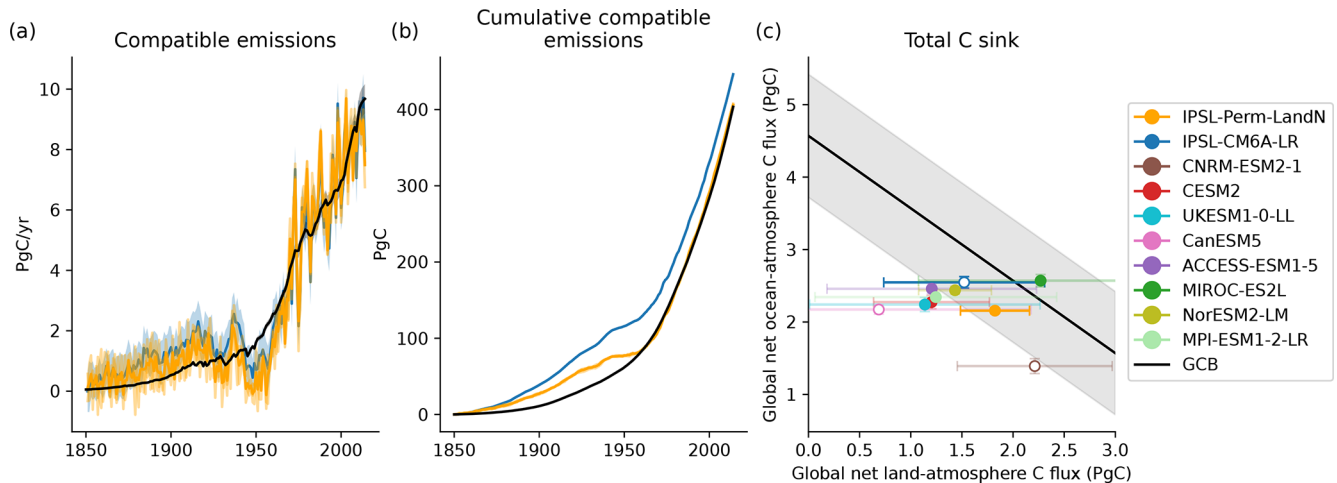 (a)
Compatible emissions
PgC/yr
10
8
6
4
2
0
1850
1900
1950
2000
(b)
Cumulative compatible
emissions
PgC
400
300
200
100
0
1850
1900
1950
2000
(c)
Total C sink
Global net ocean-atmosphere C flux (PgC)
5
4
3
2
1
0.0
0.5
1.0
1.5
2.0
2.5
3.0
Global net land-atmosphere C flux (PgC)
IPSL-Perm-LandN
IPSL-CM6A-LR
CNRM-ESM2-1
CESM2
UKESM1-0-LL
CanESM5
ACCESS-ESM1-5
MIROC-ES2L
NorESM2-LM
MPI-ESM1-2-LR
GCB